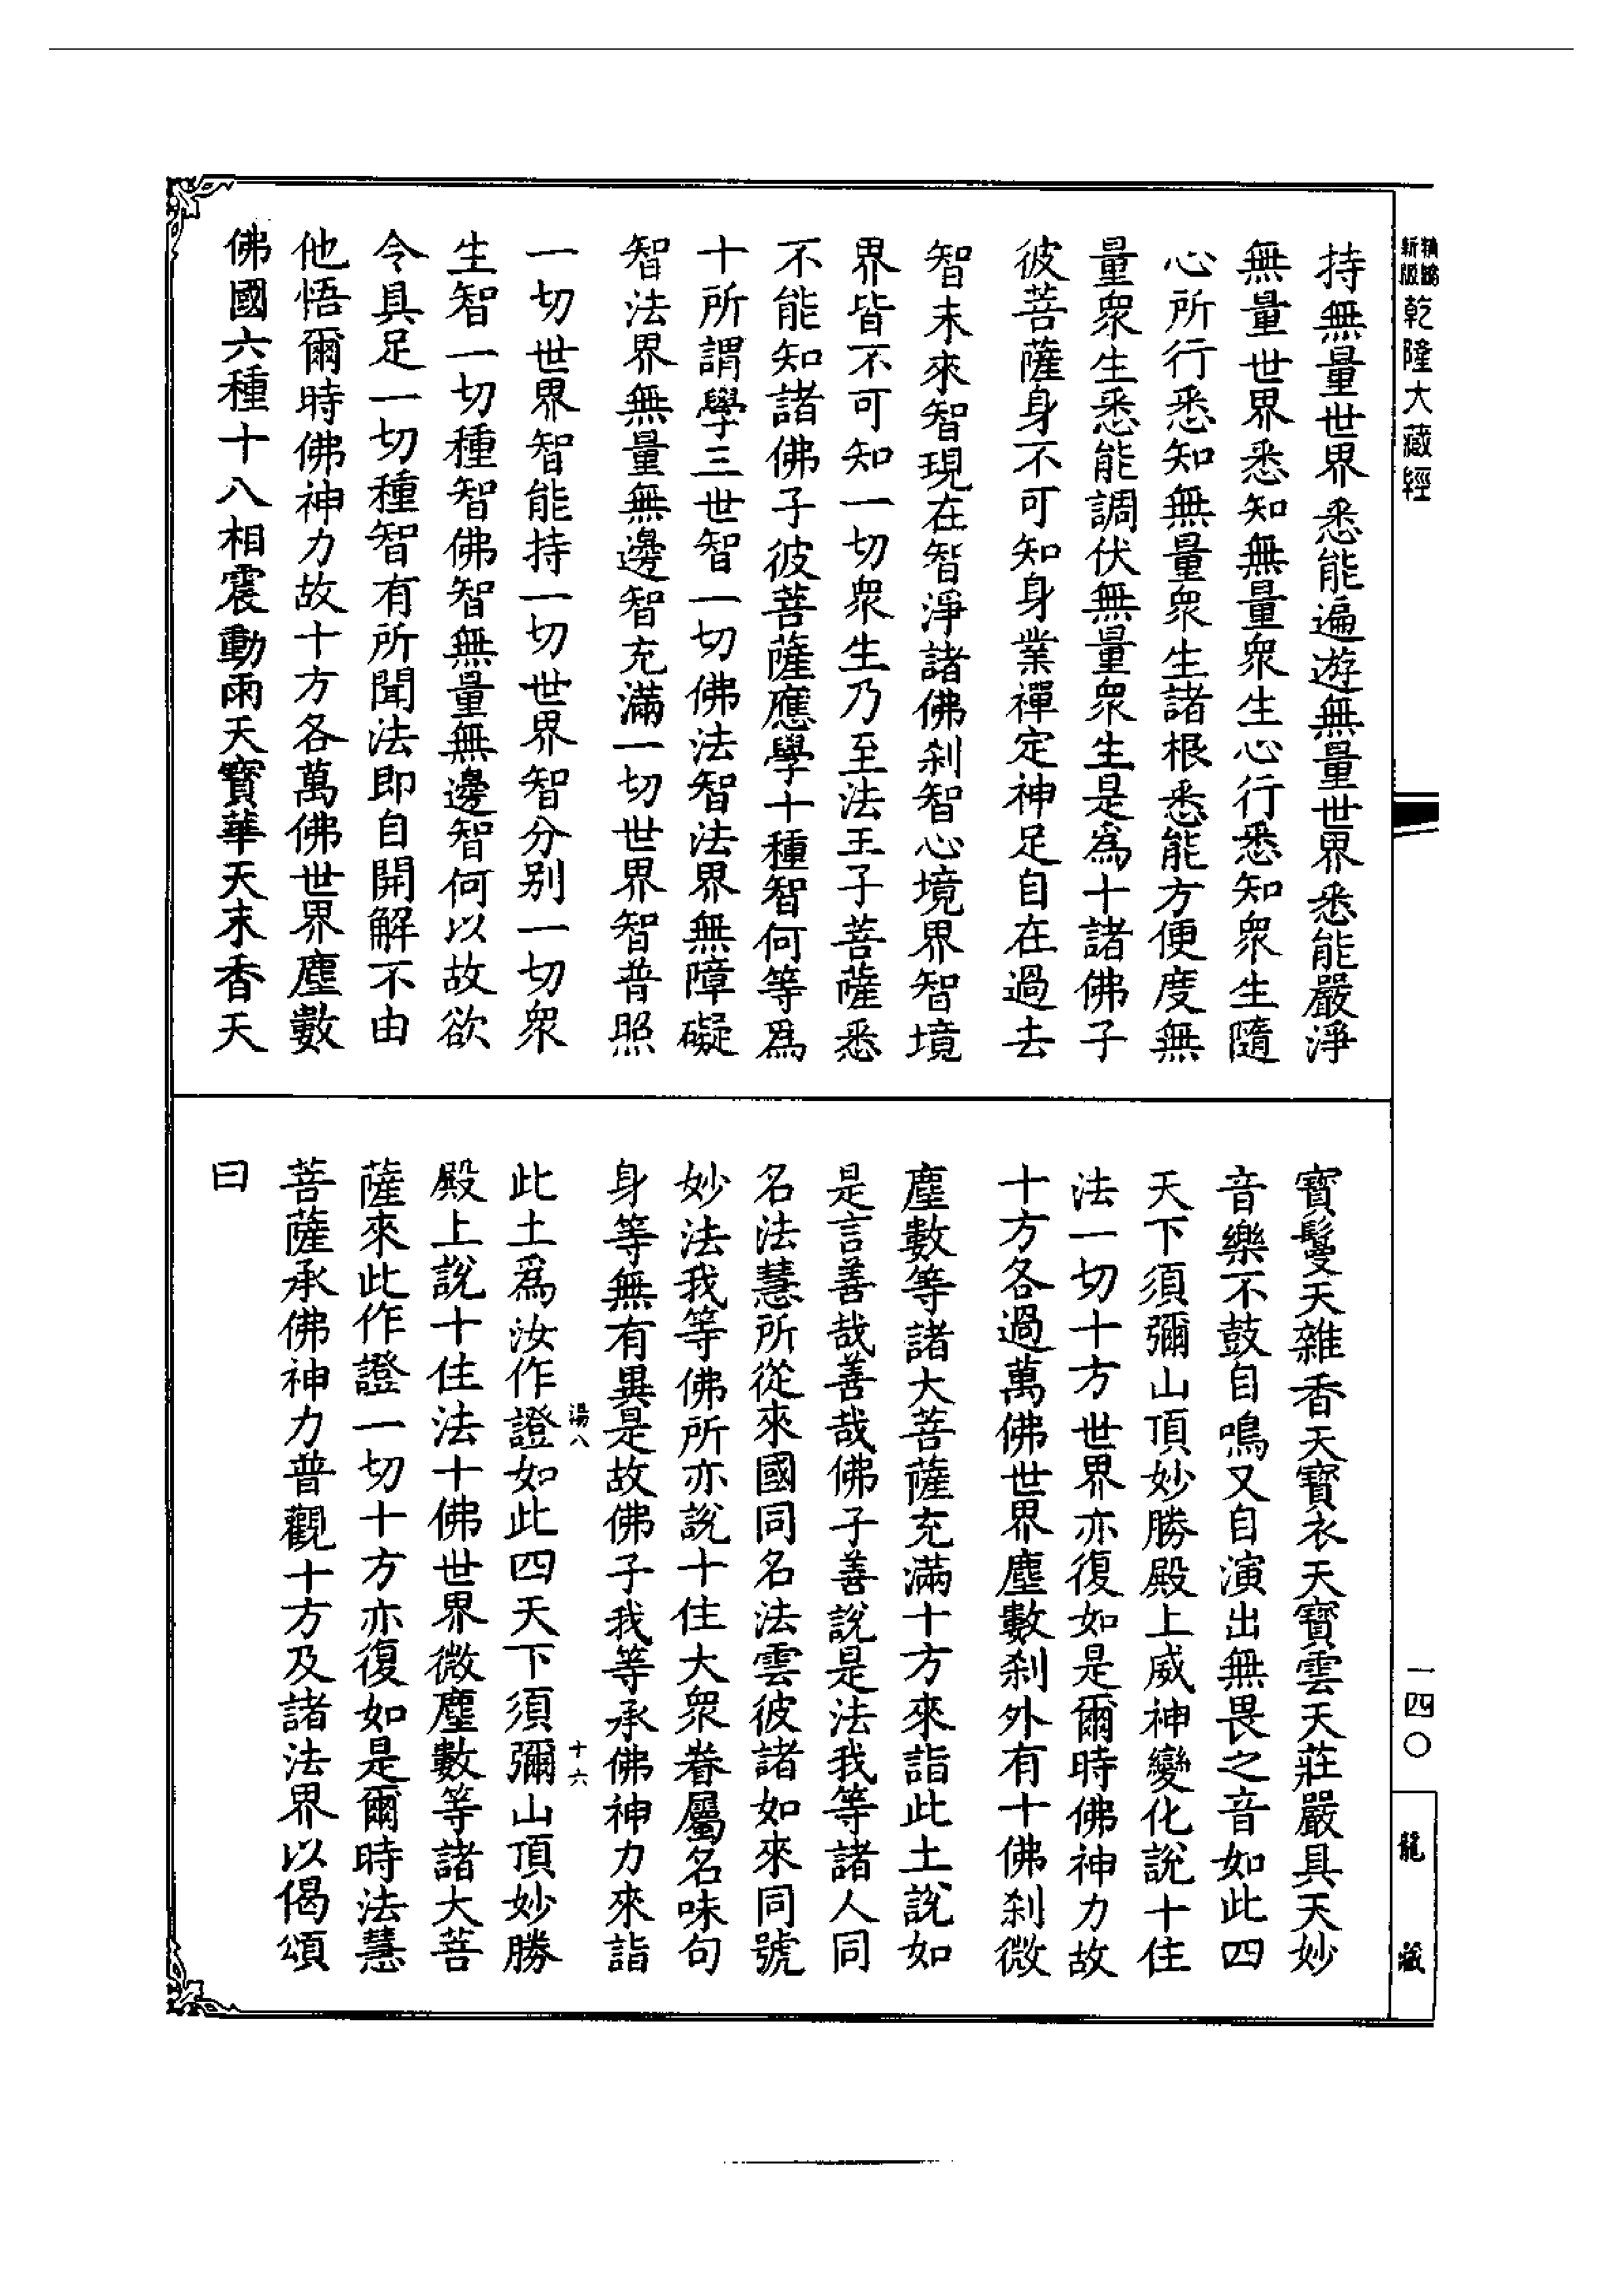 精縮新版乾隆大藏經
持無量世界悉能遍遊無量世界悉能嚴淨
無量世界悉知無量衆生心行悉知衆生隨
心所行悉知無量衆生諸根悉能方便度無
量衆生悉能調伏無量衆生是爲十諸佛子
彼菩薩身不可知身業禪定神足自在過去
智未來智現在智淨諸佛刹智心境界智境
界皆不可知一切衆生乃至法王子菩薩悉
不能知諸佛子彼菩薩應學十種智何等爲
十所謂學三世智一切佛法智法界無障礙
智法界無量無邊智充滿一切世界智普照
一切世界智能持一切世界智分别一切衆
生智一切種智佛智無量無邊智何以故欲
令具足一切種智有所聞法即自開解不由
他悟爾時佛神力故十方各萬佛世界塵數
佛國六種十八相震動雨天寳華天末香天
寳鬘天雜香天寳衣天寳雲天莊嚴具天妙
音樂不鼓自鳴又自演出無畏之音如此四
天下須彌山頂妙勝殿上威神變化説十住
法一切十方世界亦復如是爾時佛神力故
十方各過萬佛世界塵數刹外有十佛刹微
塵數等諸大菩薩充滿十方來詣此土説如
是言善哉善哉佛子善説是法我等諸人同
名法慧所從來國同名法雲彼諸如來同號
妙法我等佛所亦説十住大衆眷屬名味句
身等無有異是故佛子我等承佛神力來詣
湯八
十六
此土爲汝作證如此四天下須彌山頂妙勝
殿上説十住法十佛世界微塵數等諸大菩
薩來此作證一切十方亦復如是爾時法慧
菩薩承佛神力普觀十方及諸法界以偈頌
曰
一四〇
龍藏